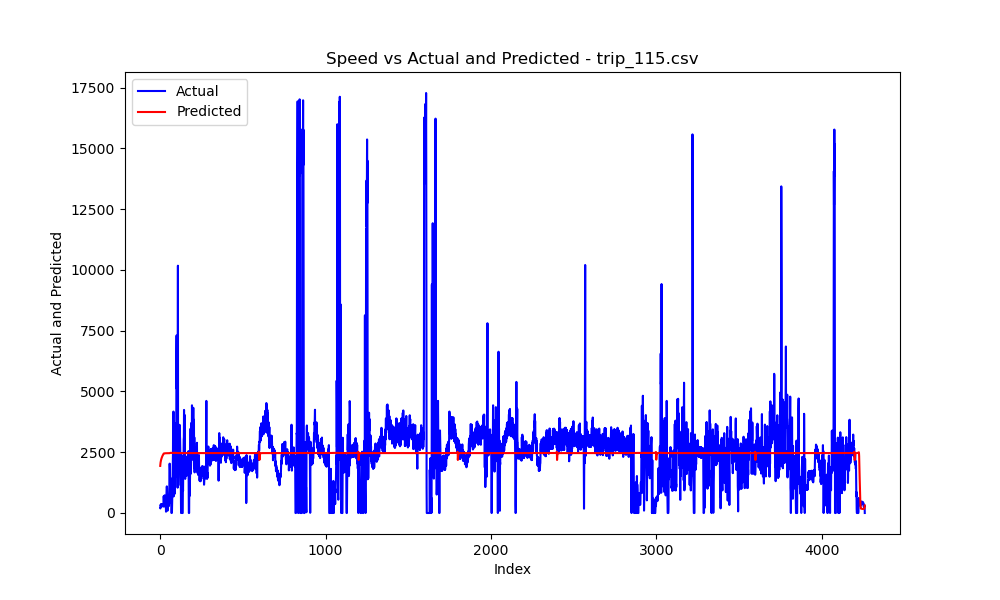 Speed vs Actual and Predicted - trip_115.csv
Actual
Predicted
17500
15000
12500
10000
7500
5000
2500
0
Actual and Predicted
0 1000 2000 3000 4000
Index